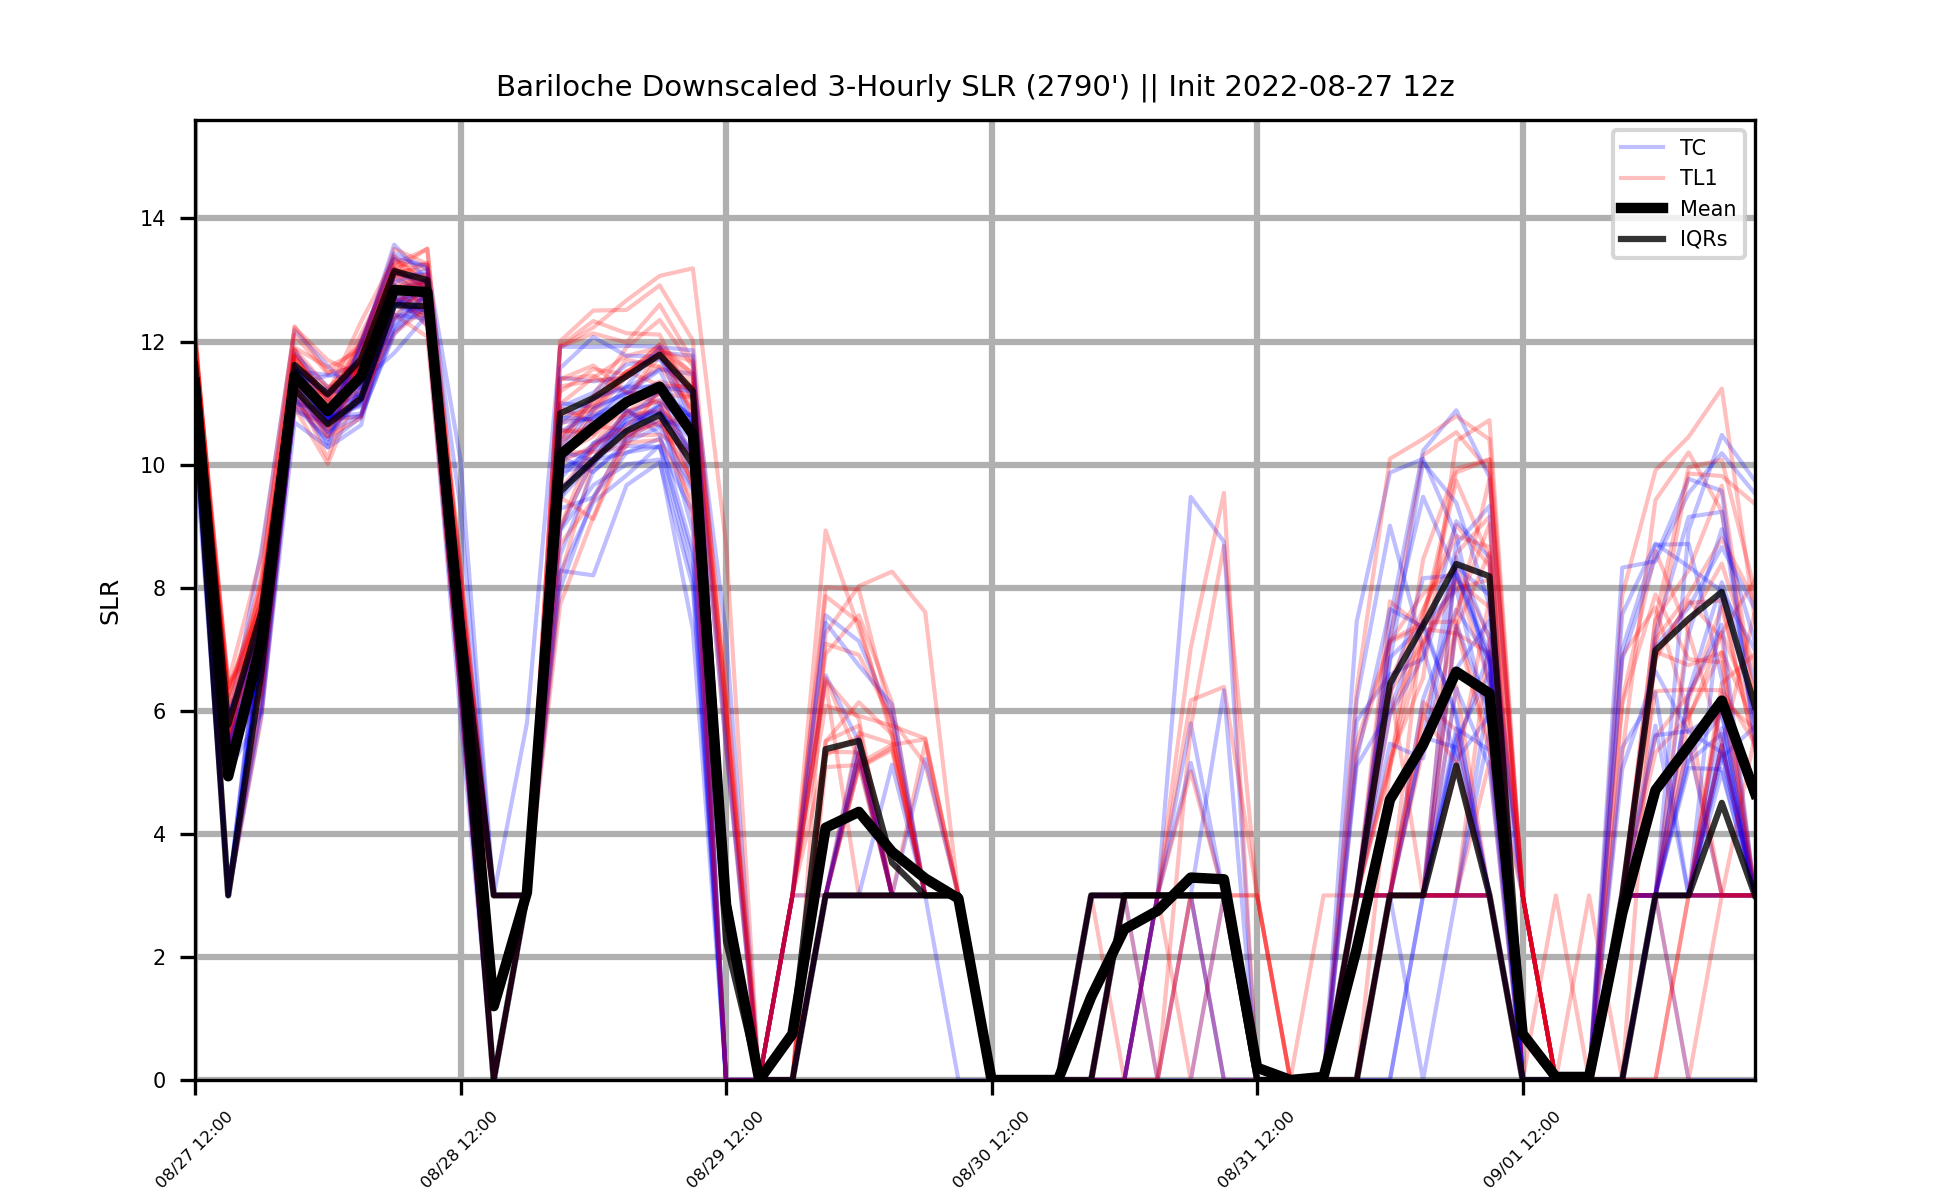 Bariloche Downscaled 3-Hourly SLR (2790') || Init 2022-08-27 12z
TC
TL1
Mean
IQRs
SLR
14
12
10
8
6
4
2
0
08/27 12:00
08/28 12:00
08/29 12:00
08/30 12:00
08/31 12:00
09/01 12:00